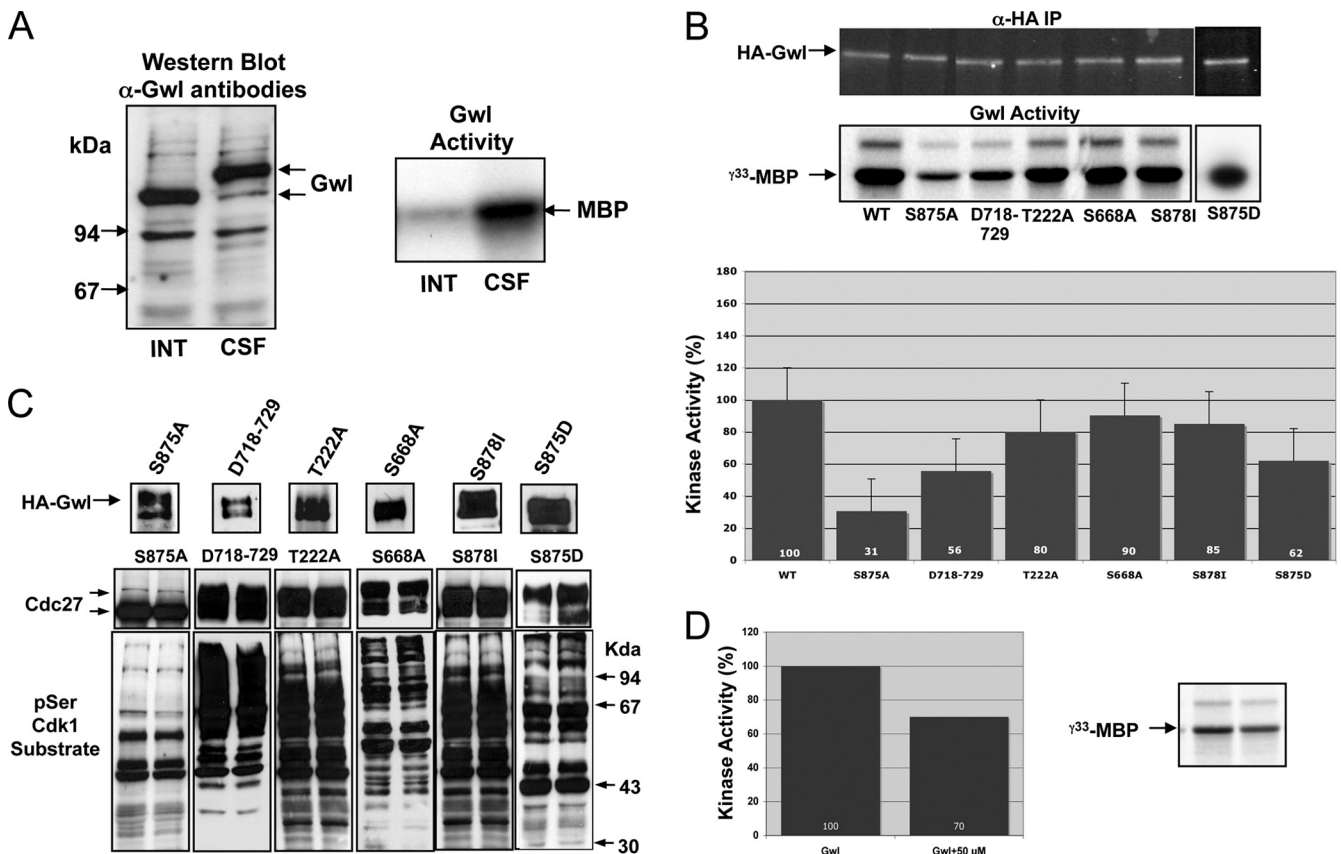 A
Western Blot
α-Gwl antibodies
kDa
94
67
Gwl
INT CSF
Gwl
Activity
MBP
INT CSF
B
α-HA IP
HA-Gwl
Gwl Activity
γ33-MBP
WT S875A D718-729 T222A S668A S878I S875D
Kinase Activity (%)
180
160
140
120
100
80
60
40
20
0
100 31 56 80 90 85 62
WT S875A D718-729 T222A S668A S878I S875D
C
S875A D718-729 T222A S668A S878I S875D
HA-Gwl
S875A D718-729 T222A S668A S878I S875D
Cdc27
pSer
Cdk1
Substrate
Kda
94
67
43
30
D
Kinase Activity (%)
120
100
80
60
40
20
0
100 70
Gwl Gwl+50 uM
γ33-MBP